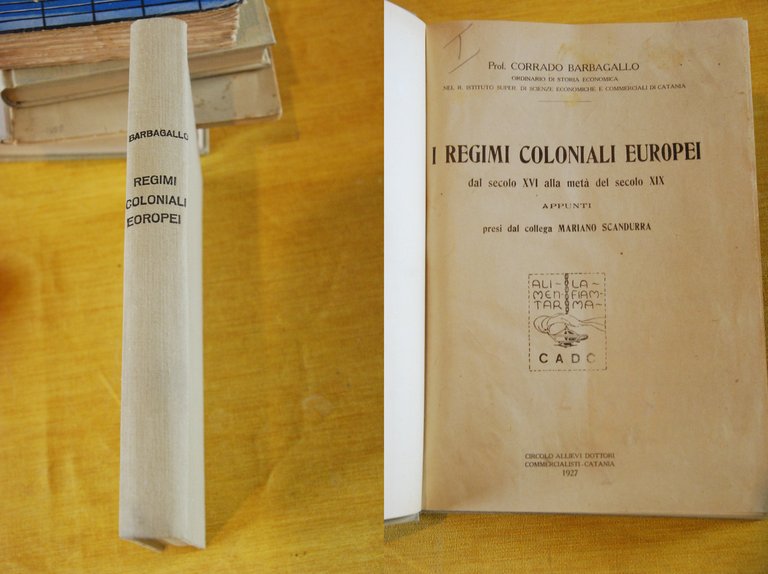 BARBAGALLO
REGIMI
COLONIALI
EOROPEI
Prof. CORRADO BARBAGALLO
ORDINARIO DI STORIA ECONOMICA
NEL R. ISTITUTO SUPER. DI SCIENZE ECONOMICHE E COMMERCIALI DI CATANIA
I REGIMI COLONIALI EUROPEI
dal secolo XVI alla metà del secolo XIX
APPUNTI
presi dal collega MARIANO SCANDURRA
ALI- LA-
MEN- FIAM-
TAR MA-
CADC
CIRCOLO ALLIEVI DOTTORI
COMMERCIALISTI-CATANIA
1927